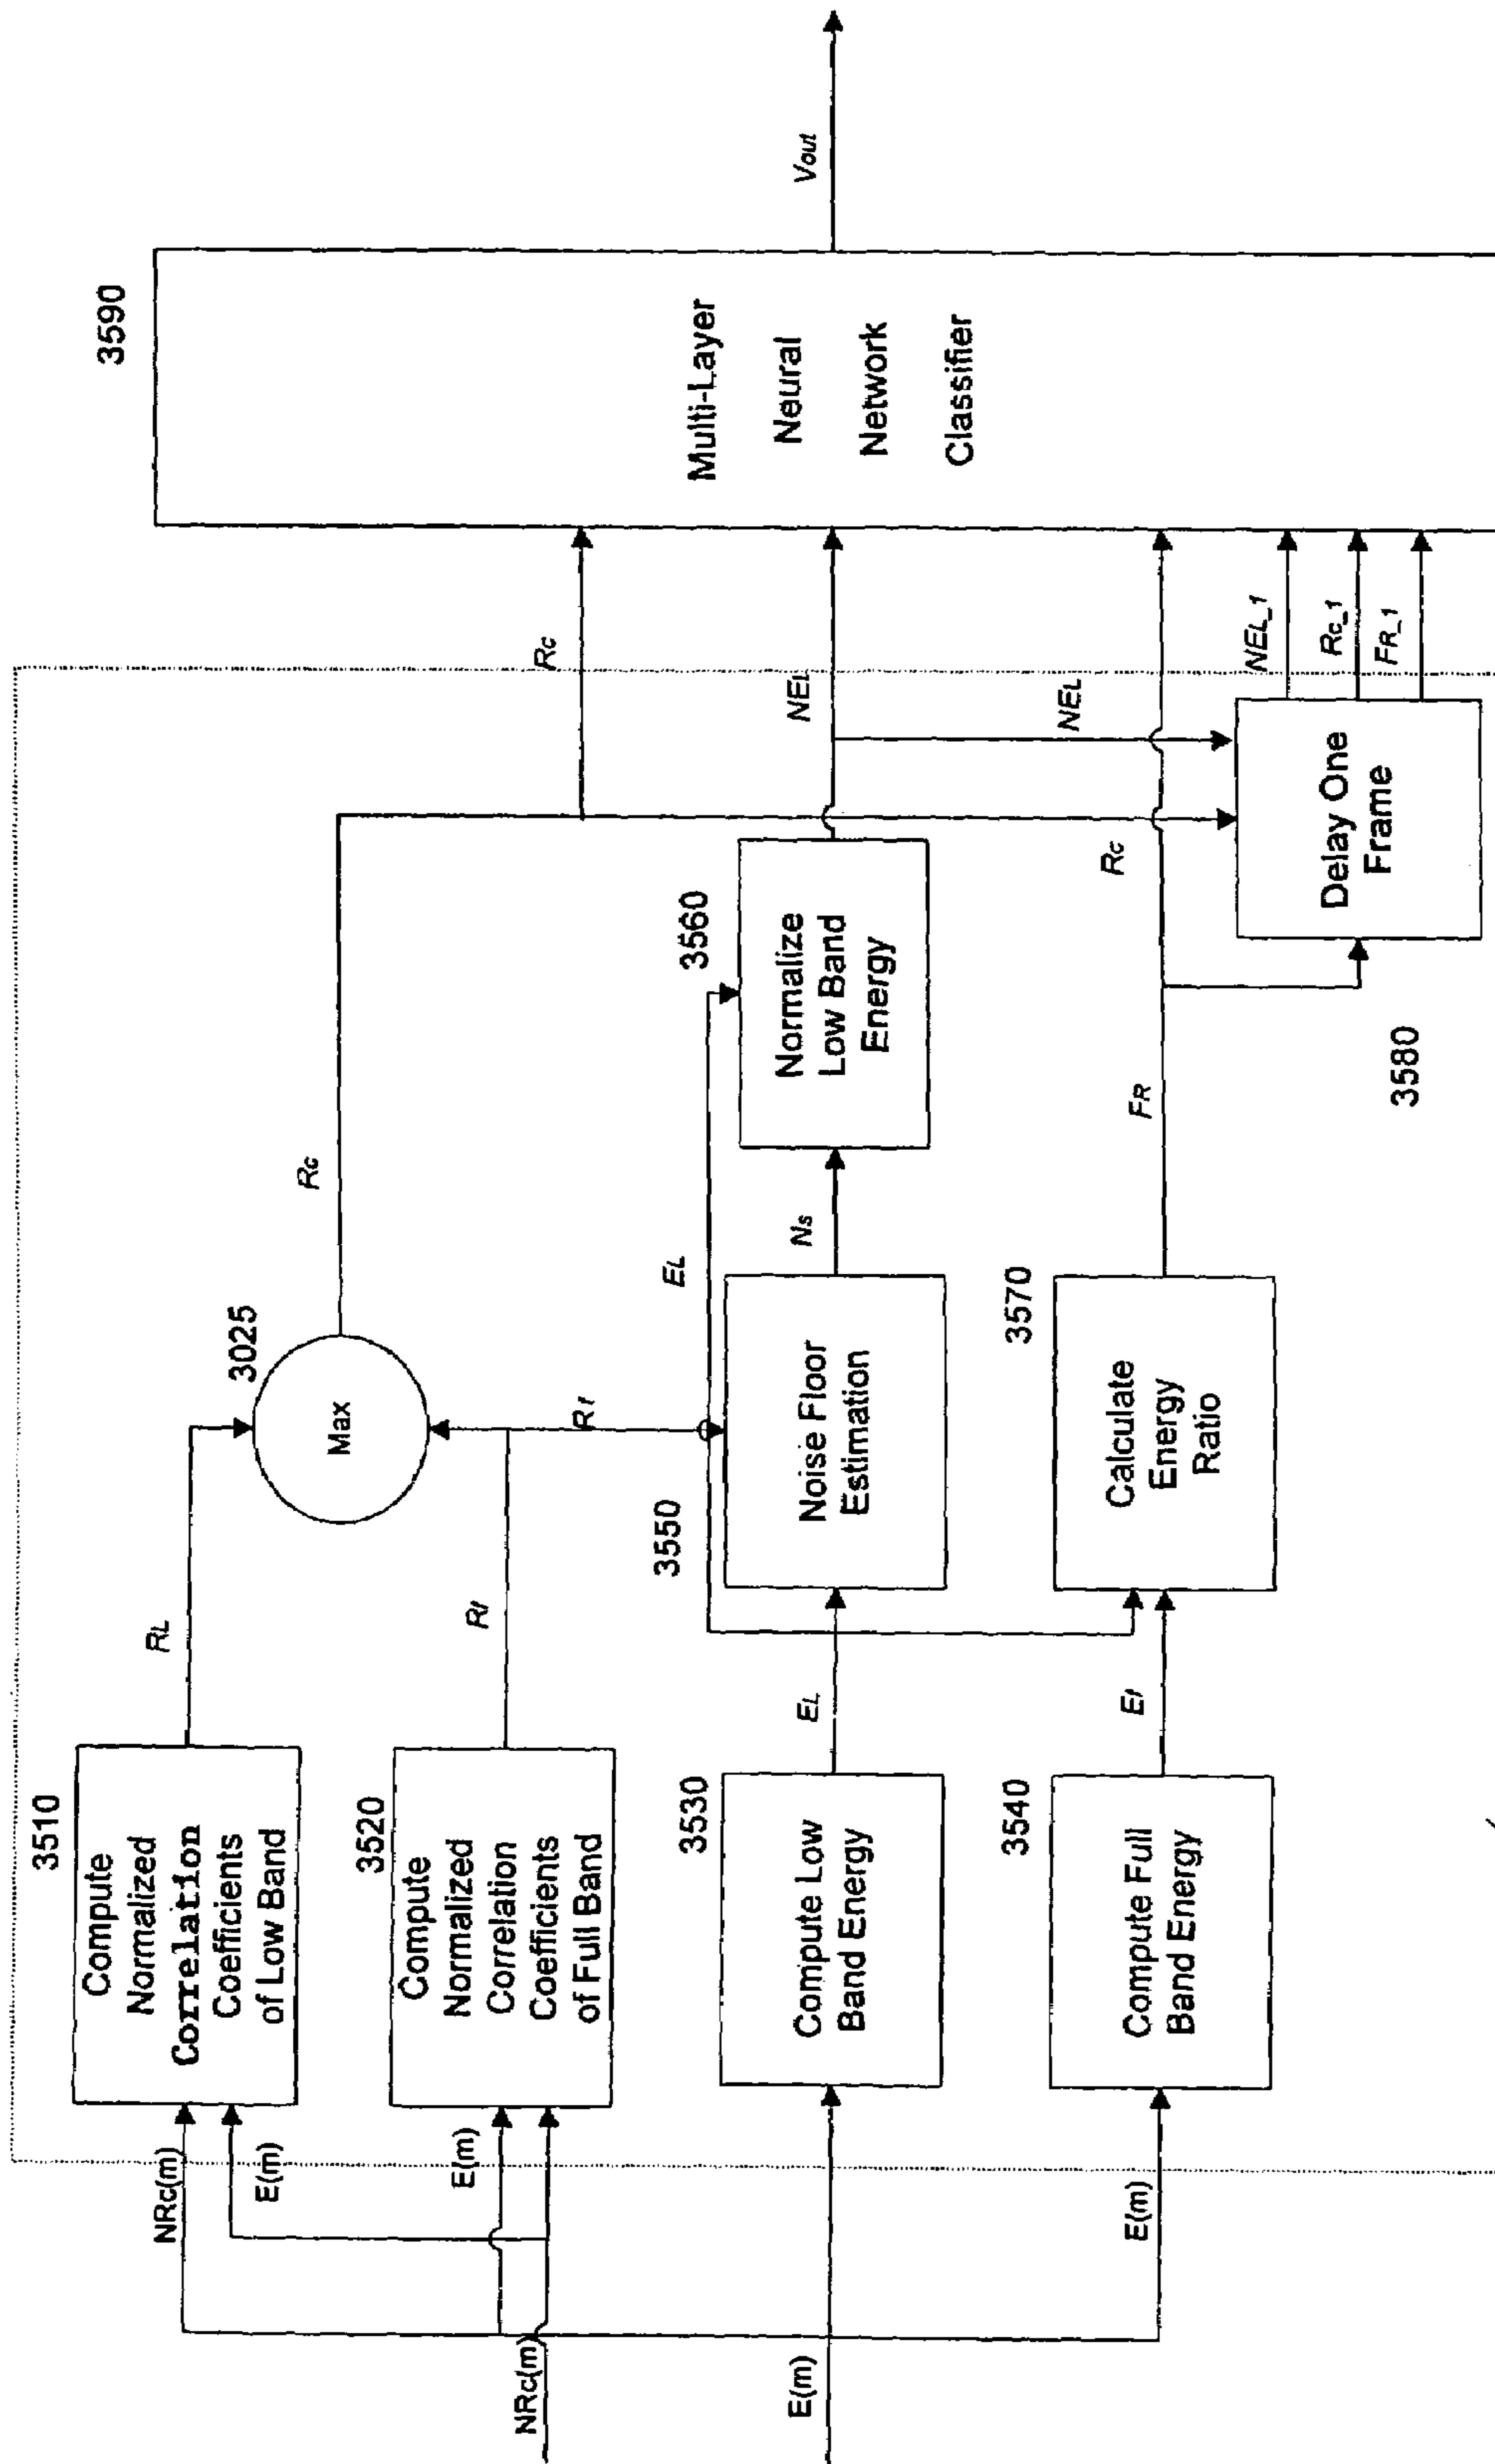 3510
Compute
Normalized
Correlation
Coefficients
of Low Band
NRc(m)
E(m)
RL
3520
Compute
Normalized
Correlation
Coefficients
of Full Band
E(m)
NRc(m)
Rf
Rf
3025
Max
Rc
Rc
3530
Compute Low
Band Energy
E(m)
EL
EL
3550
Noise Floor
Estimation
Ns
3560
Normalize
Low Band
Energy
NEL
NEL
3540
Compute Full
Band Energy
E(m)
Ef
3570
Calculate
Energy
Ratio
FR
Rc
3580
Delay One
Frame
NEL_1
Rc_1
FR_1
3590
Multi-Layer
Neural
Network
Classifier
Vout